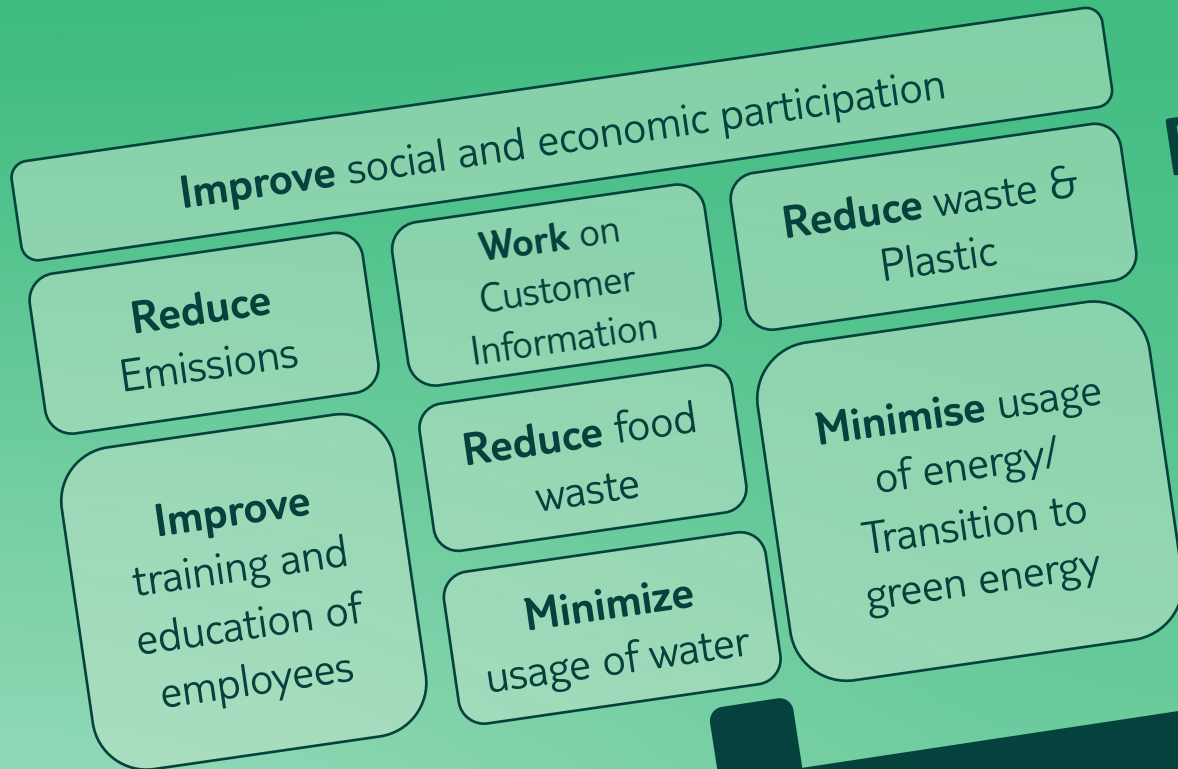 Improve social and economic participation
Reduce
Emissions
Work on
Customer
Information
Reduce waste &
Plastic
Improve
training and
education of
employees
Reduce food
waste
Minimize
usage of water
Minimise usage
of energy/
Transition to
green energy